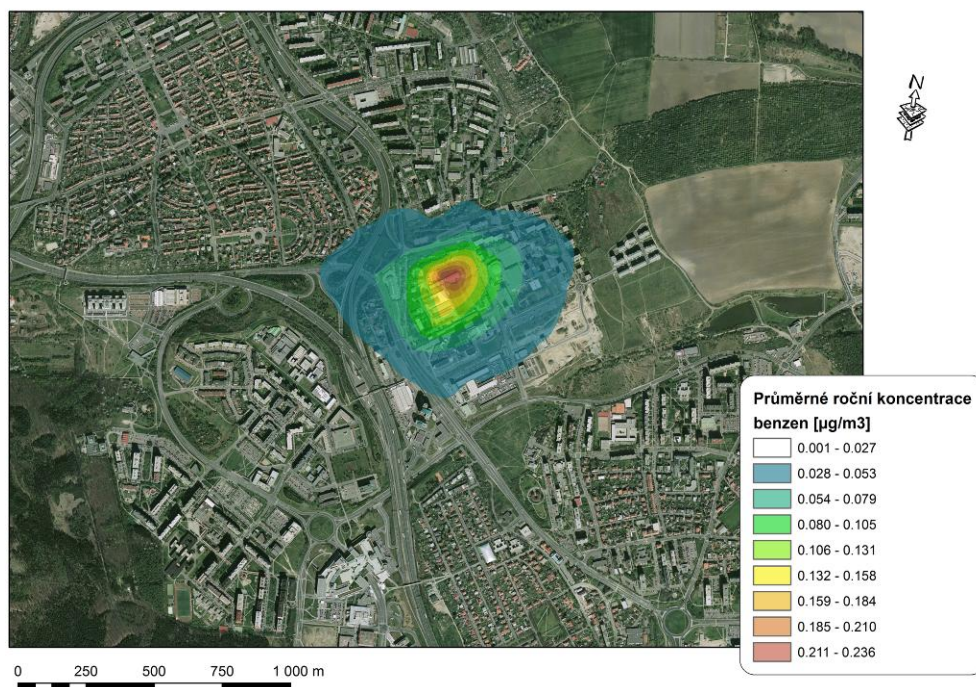 N
Průměrné roční koncentrace
benzen [µg/m3]
0.001 - 0.027
0.028 - 0.053
0.054 - 0.079
0.080 - 0.105
0.106 - 0.131
0.132 - 0.158
0.159 - 0.184
0.185 - 0.210
0.211 - 0.236
0 250 500 750 1 000 m